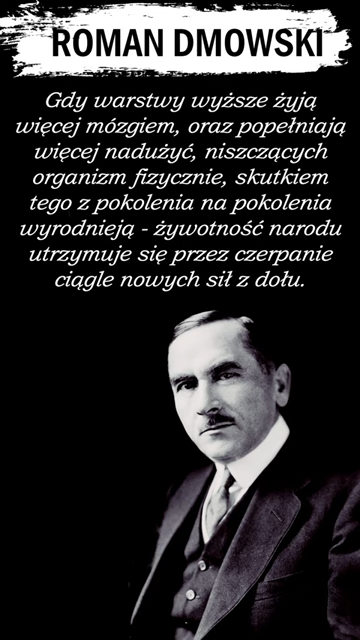 ROMAN DMOWSKI
Gdy warstwy wyższe żyją
więcej mózgiem, oraz popełniają
więcej nadużyć, niszczących
organizm fizycznie, skutkiem
tego z pokolenia na pokolenia
wyrodnieją - żywotność narodu
utrzymuje się przez czerpanie
ciągle nowych sił z dołu.